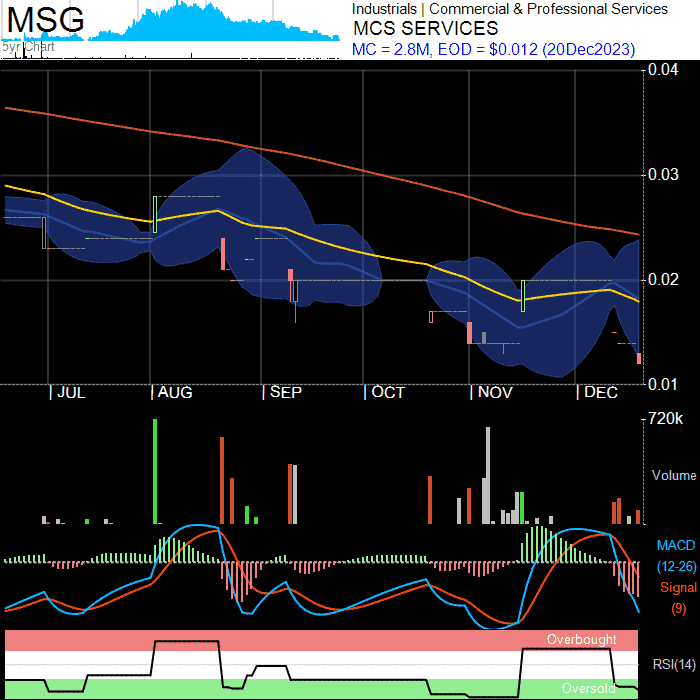 MSG
5yr Chart
Industrials | Commercial & Professional Services
MCS SERVICES
MC = 2.8M, EOD = $0.012 (20Dec2023)
0.04
0.03
0.02
0.01
JUL
AUG
SEP
OCT
NOV
DEC
720k
Volume
MACD
(12-26)
Signal
(9)
Overbought
RSI(14)
Oversold